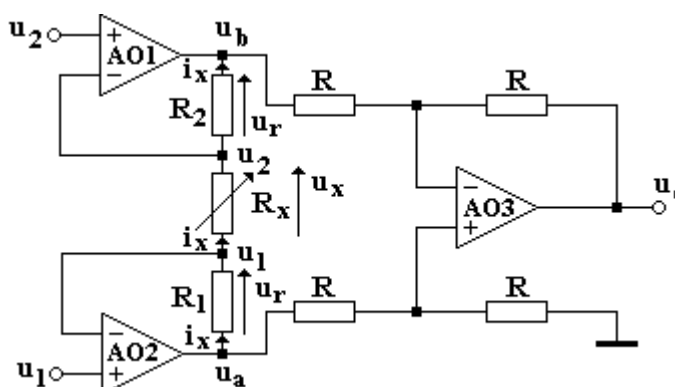 u2 + AO1 −
ub
ix
R2
ur
R
R
u2
Rx
ux
− AO3 +
ix
u1
R1
ur
R
R
− AO2 +
ix
u1
ua